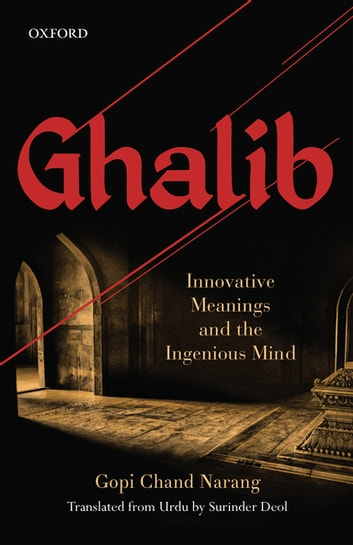 OXFORD
Ghalib
Innovative
Meanings
and the
Ingenious Mind
Gopi Chand Narang
Translated from Urdu by Surinder Deol